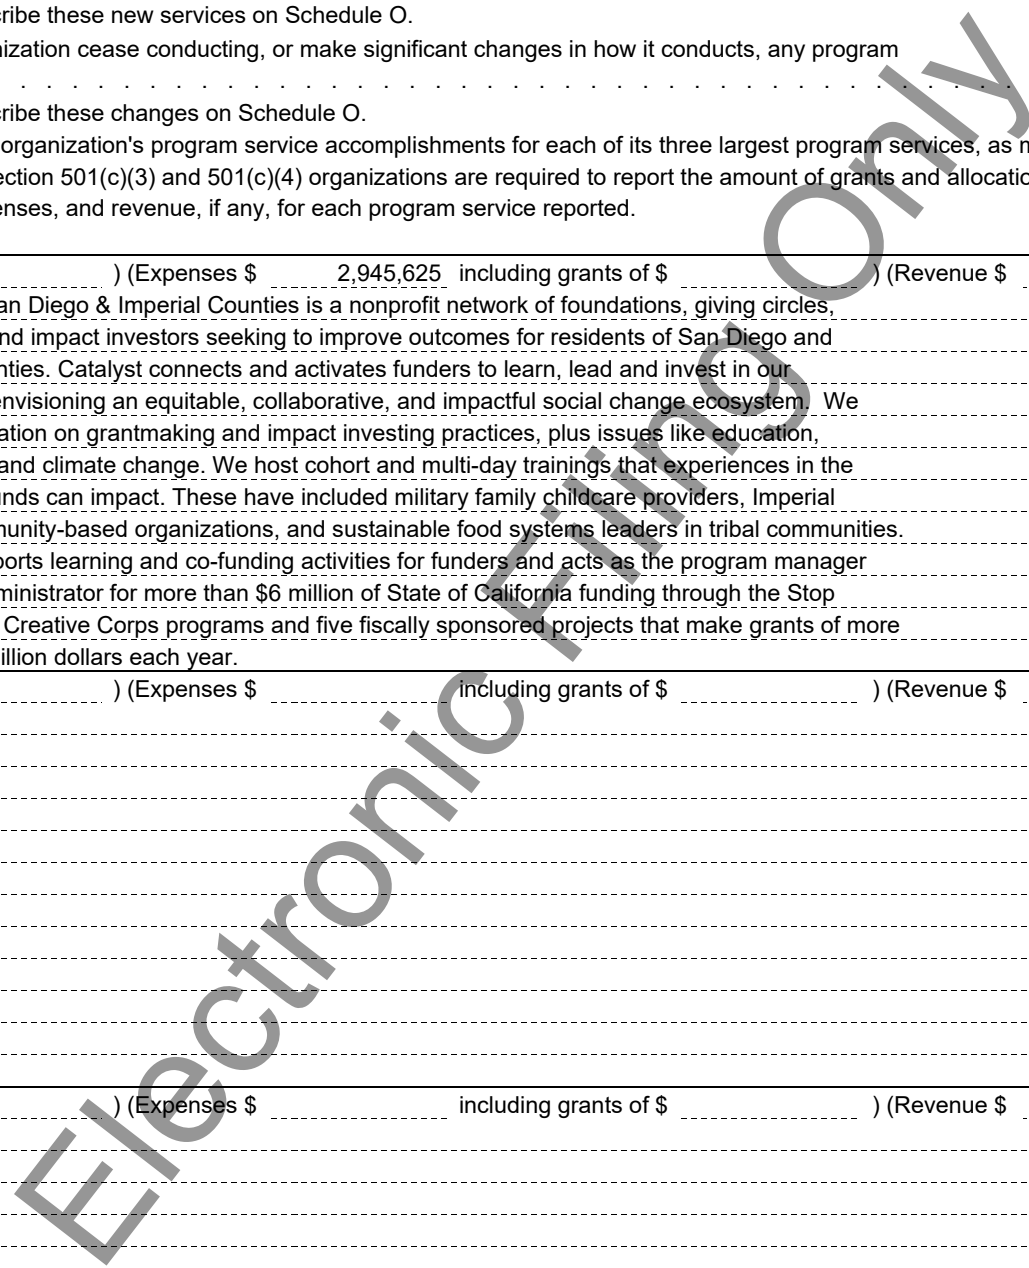 cribe these new services on Schedule O.
nization cease conducting, or make significant changes in how it conducts, any program
. . . . . . . . . . . . . . . . . . . . . . . . . . . . . . . . . . . . . . .
cribe these changes on Schedule O.
organization's program service accomplishments for each of its three largest program services, as m
ection 501(c)(3) and 501(c)(4) organizations are required to report the amount of grants and allocatio
enses, and revenue, if any, for each program service reported.
) (Expenses $ 2,945,625 including grants of $ ) (Revenue $
an Diego & Imperial Counties is a nonprofit network of foundations, giving circles,
nd impact investors seeking to improve outcomes for residents of San Diego and
nties. Catalyst connects and activates funders to learn, lead and invest in our
envisioning an equitable, collaborative, and impactful social change ecosystem. We
ation on grantmaking and impact investing practices, plus issues like education,
and climate change. We host cohort and multi-day trainings that experiences in the
unds can impact. These have included military family childcare providers, Imperial
munity-based organizations, and sustainable food systems leaders in tribal communities.
ports learning and co-funding activities for funders and acts as the program manager
ministrator for more than $6 million of State of California funding through the Stop
Creative Corps programs and five fiscally sponsored projects that make grants of more
illion dollars each year.
) (Expenses $ including grants of $ ) (Revenue $
) (Expenses $ including grants of $ ) (Revenue $
Electronic Filing Only